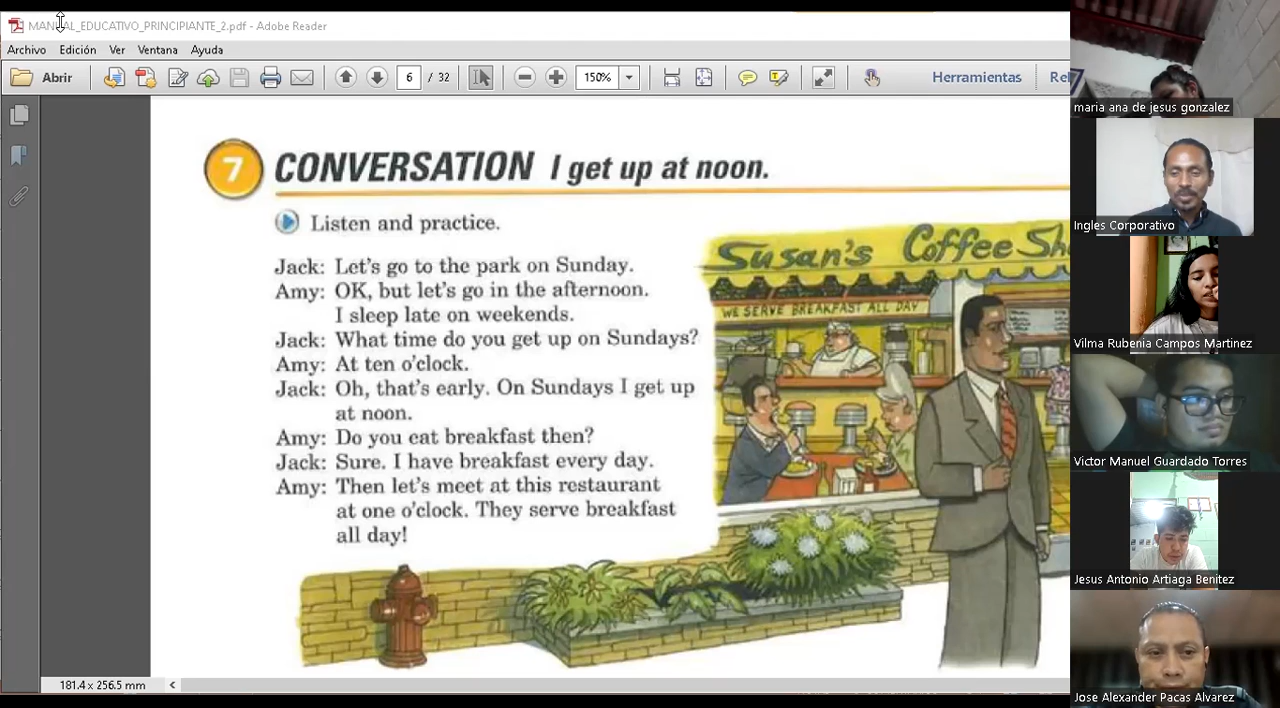 MANUAL_EDUCATIVO_PRINCIPIANTE_2.pdf - Adobe Reader
Archivo Edición Ver Ventana Ayuda
Abrir 6 / 32 150% Herramientas
7 CONVERSATION I get up at noon.
Listen and practice.
Jack: Let's go to the park on Sunday.
Amy: OK, but let's go in the afternoon.
I sleep late on weekends.
Jack: What time do you get up on Sundays?
Amy: At ten o'clock.
Jack: Oh, that's early. On Sundays I get up
at noon.
Amy: Do you eat breakfast then?
Jack: Sure. I have breakfast every day.
Amy: Then let's meet at this restaurant
at one o'clock. They serve breakfast
all day!
Susan's Coffee Sh
WE SERVE BREAKFAST ALL DAY
181.4 x 256.5 mm
maria ana de jesus gonzalez
Ingles Corporativo
Vilma Rubenia Campos Martinez
Victor Manuel Guardado Torres
Jesus Antonio Artiaga Benitez
Jose Alexander Pacas Alvarez